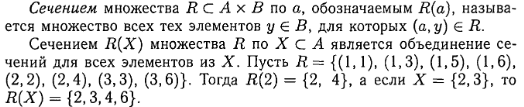 Сечением множества R ⊂ A × B по a, обозначаемым R(a), называ-
ется множество всех тех элементов y ∈ B, для которых (a, y) ∈ R.
Сечением R(X) множества R по X ⊂ A является объединение се-
чений для всех элементов из X. Пусть R = {(1, 1), (1, 3), (1, 5), (1, 6),
(2, 2), (2, 4), (3, 3), (3, 6)}. Тогда R(2) = {2, 4}, а если X = {2, 3}, то
R(X) = {2, 3, 4, 6}.